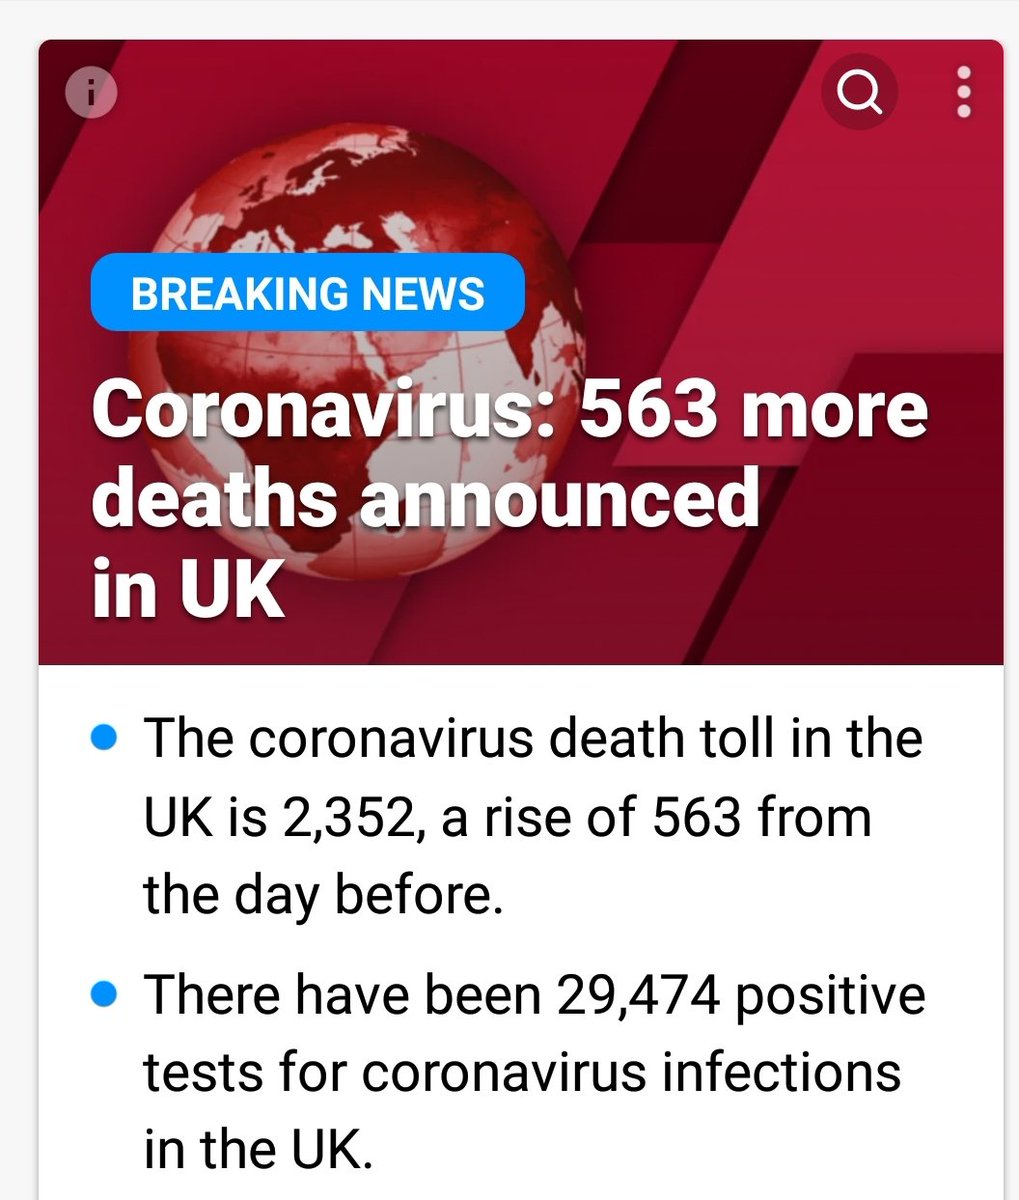 i
BREAKING NEWS
Coronavirus: 563 more
deaths announced
in UK
The coronavirus death toll in the
UK is 2,352, a rise of 563 from
the day before.
There have been 29,474 positive
tests for coronavirus infections
in the UK.